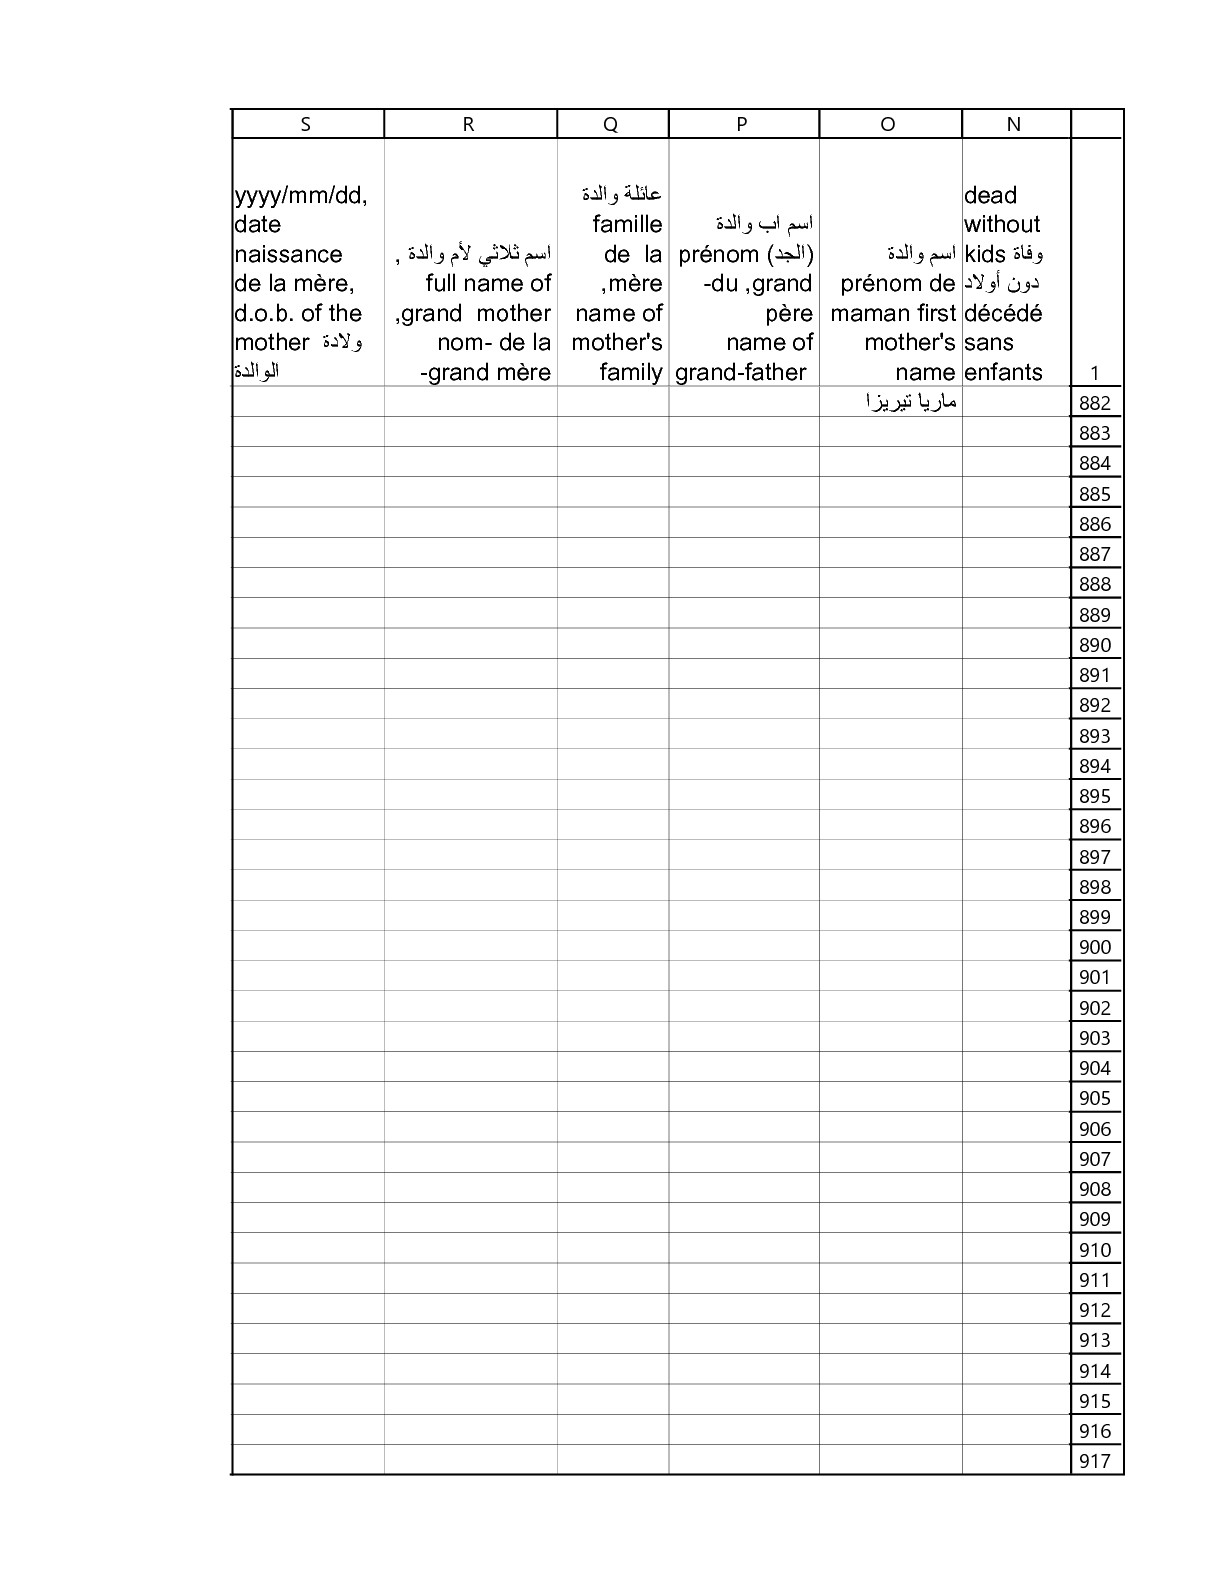 S R Q P O N
yyyy/mm/dd,
date
naissance
de la mère,
d.o.b. of the
mother ولادة
الوالدة
اسم ثلاثي لأم والدة ,
full name of
,grand mother
nom- de la
-grand mère
عائلة والدة
famille
de la
,mère
name of
mother's
family
اسم اب والدة
prénom (الجد)
-du ,grand
père
name of
grand-father
اسم والدة
prénom de
maman first
mother's
name
dead
without
kids وفاة
دون أولاد
décédé
sans
enfants
1
ماريا تيريزا 882
883
884
885
886
887
888
889
890
891
892
893
894
895
896
897
898
899
900
901
902
903
904
905
906
907
908
909
910
911
912
913
914
915
916
917